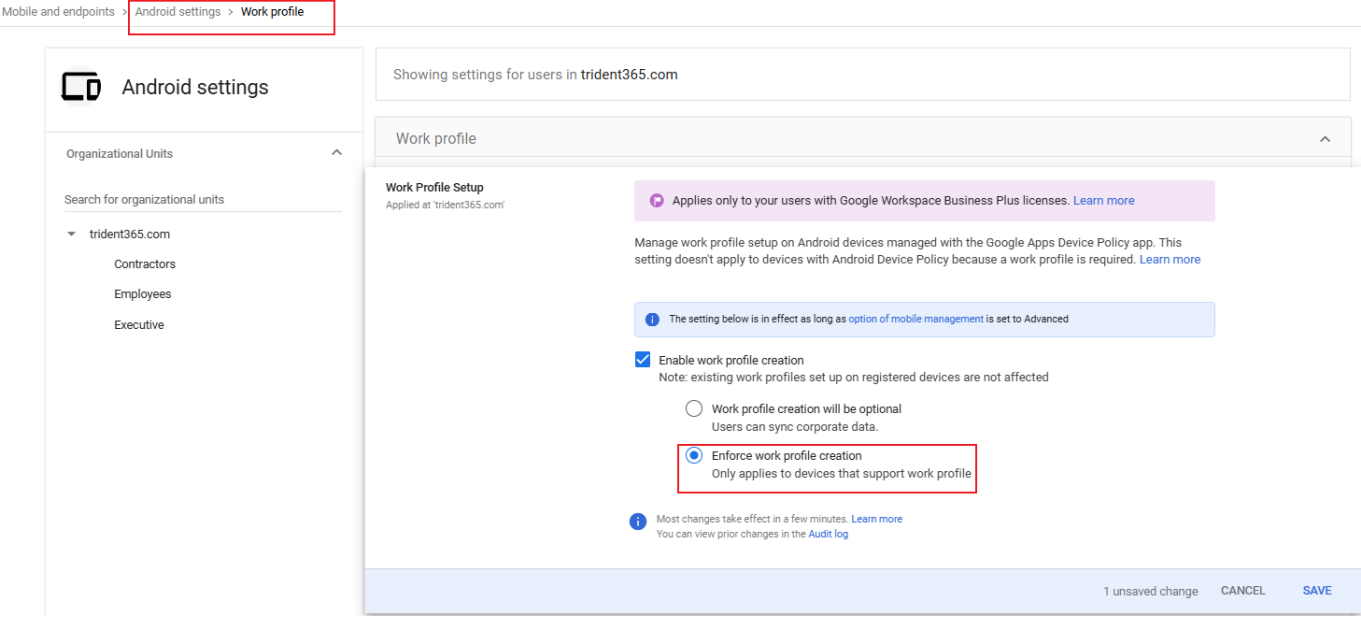 Mobile and endpoints > Android settings > Work profile
Android settings
Showing settings for users in trident365.com
Organizational Units
Search for organizational units
trident365.com
Contractors
Employees
Executive
Work profile
Work Profile Setup
Applied at 'trident365.com'
Applies only to your users with Google Workspace Business Plus licenses. Learn more
Manage work profile setup on Android devices managed with the Google Apps Device Policy app. This
setting doesn't apply to devices with Android Device Policy because a work profile is required. Learn more
The setting below is in effect as long as option of mobile management is set to Advanced
Enable work profile creation
Note: existing work profiles set up on registered devices are not affected
Work profile creation will be optional
Users can sync corporate data.
Enforce work profile creation
Only applies to devices that support work profile
Most changes take effect in a few minutes. Learn more
You can view prior changes in the Audit log
1 unsaved change CANCEL SAVE